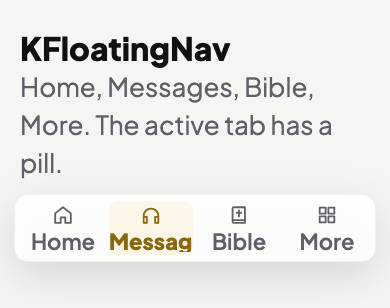 KFloatingNav
Home, Messages, Bible,
More. The active tab has a
pill.
Home Messag Bible More